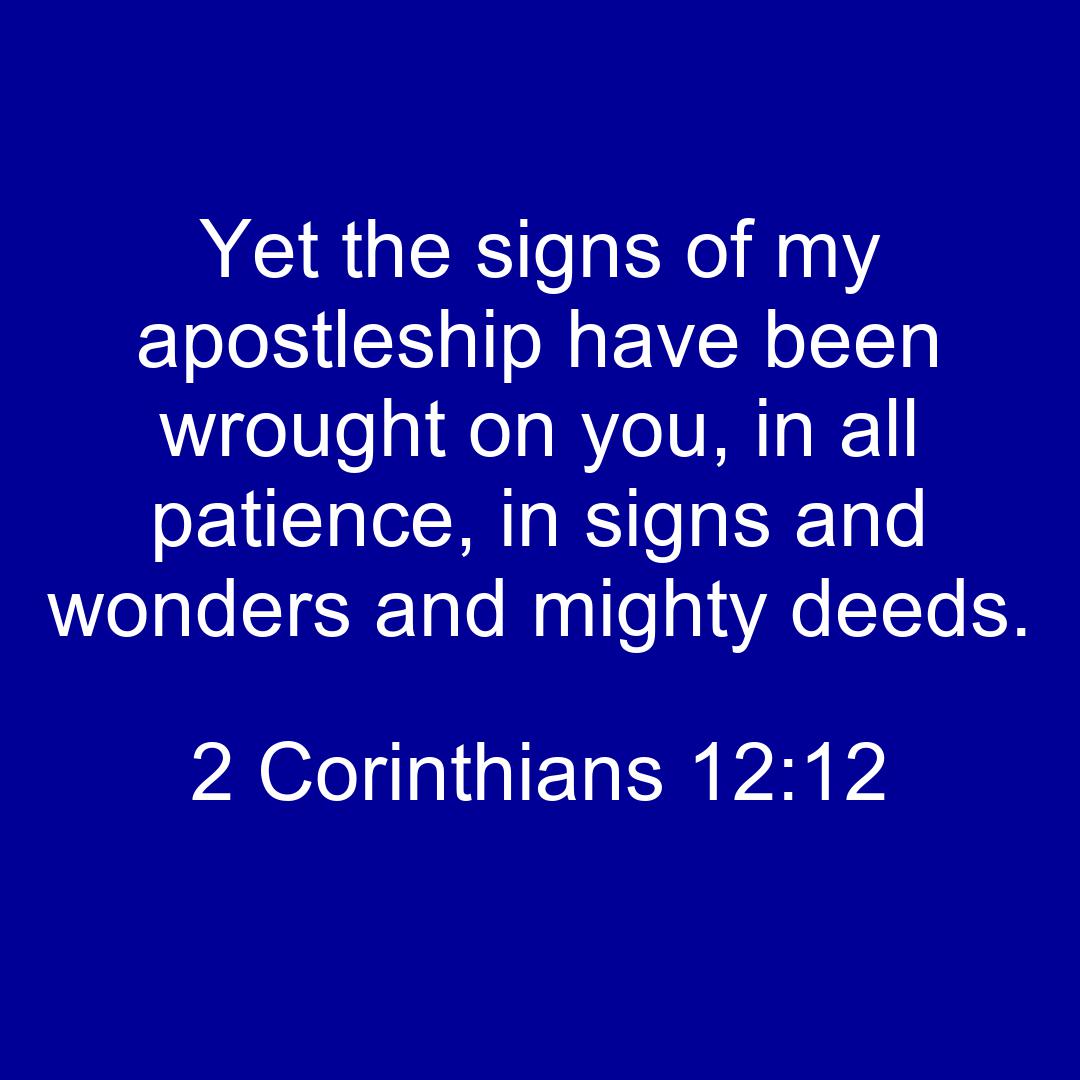 Yet the signs of my
apostleship have been
wrought on you, in all
patience, in signs and
wonders and mighty deeds.
2 Corinthians 12:12